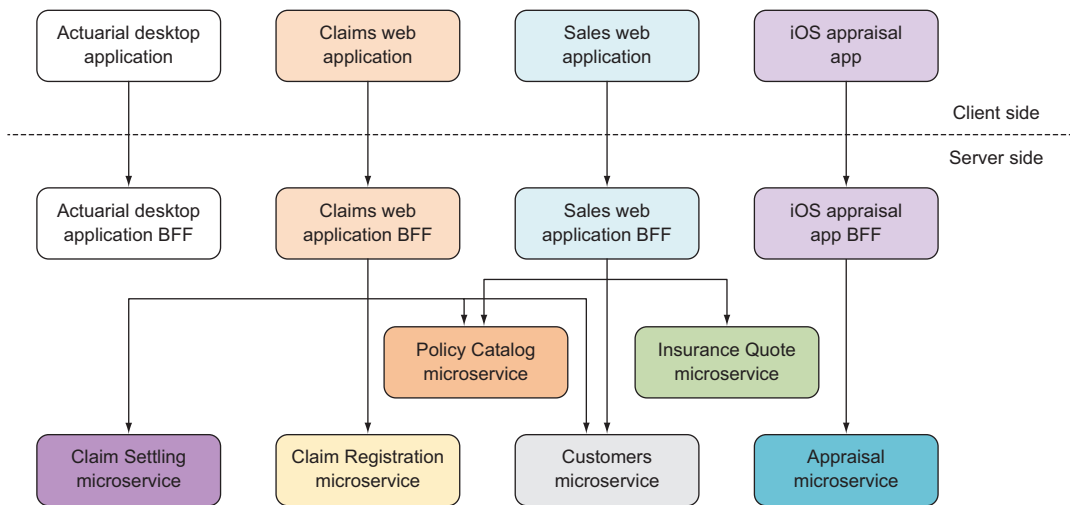 Actuarial desktop
application
Claims web
application
Sales web
application
iOS appraisal
app
Client side
Server side
Actuarial desktop
application BFF
Claims web
application BFF
Sales web
application BFF
iOS appraisal
app BFF
Policy Catalog
microservice
Insurance Quote
microservice
Claim Settling
microservice
Claim Registration
microservice
Customers
microservice
Appraisal
microservice